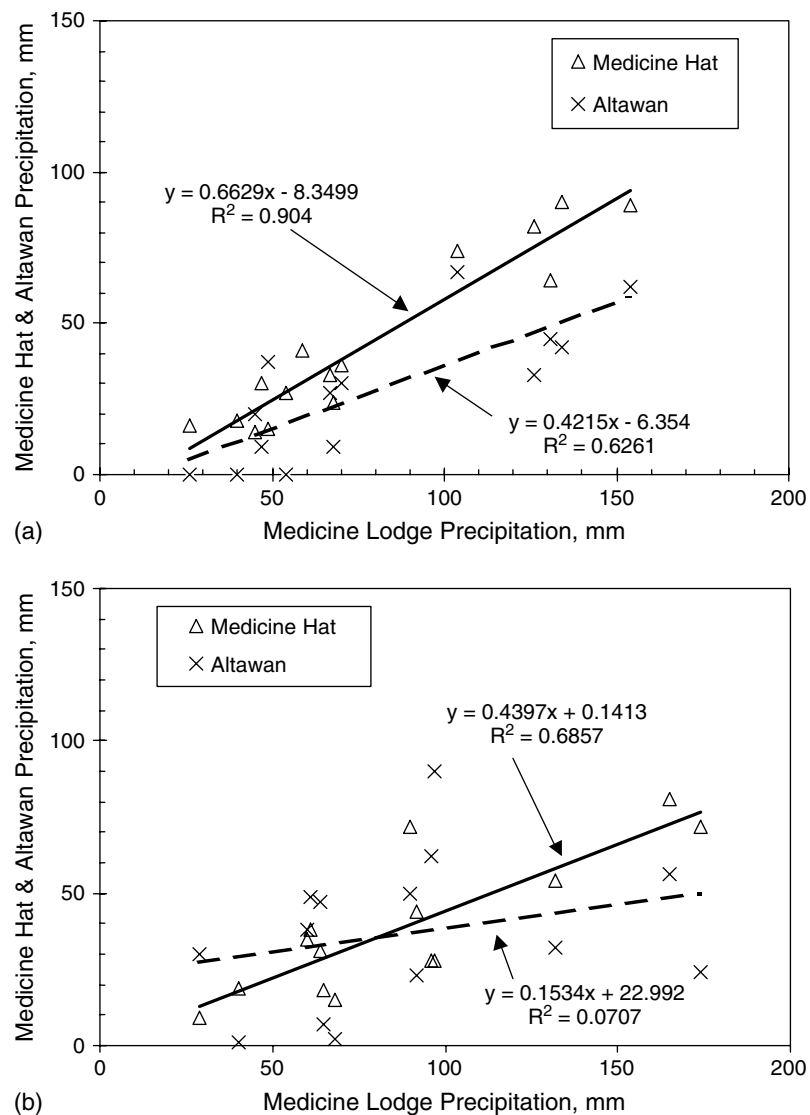 150
100
50
0
Medicine Hat & Altawan Precipitation, mm
Medicine Hat
Altawan
y = 0.6629x - 8.3499
R² = 0.904
y = 0.4215x - 6.354
R² = 0.6261
0 50 100 150 200
(a) Medicine Lodge Precipitation, mm
150
100
50
0
Medicine Hat & Altawan Precipitation, mm
Medicine Hat
Altawan
y = 0.4397x + 0.1413
R² = 0.6857
y = 0.1534x + 22.992
R² = 0.0707
0 50 100 150 200
(b) Medicine Lodge Precipitation, mm